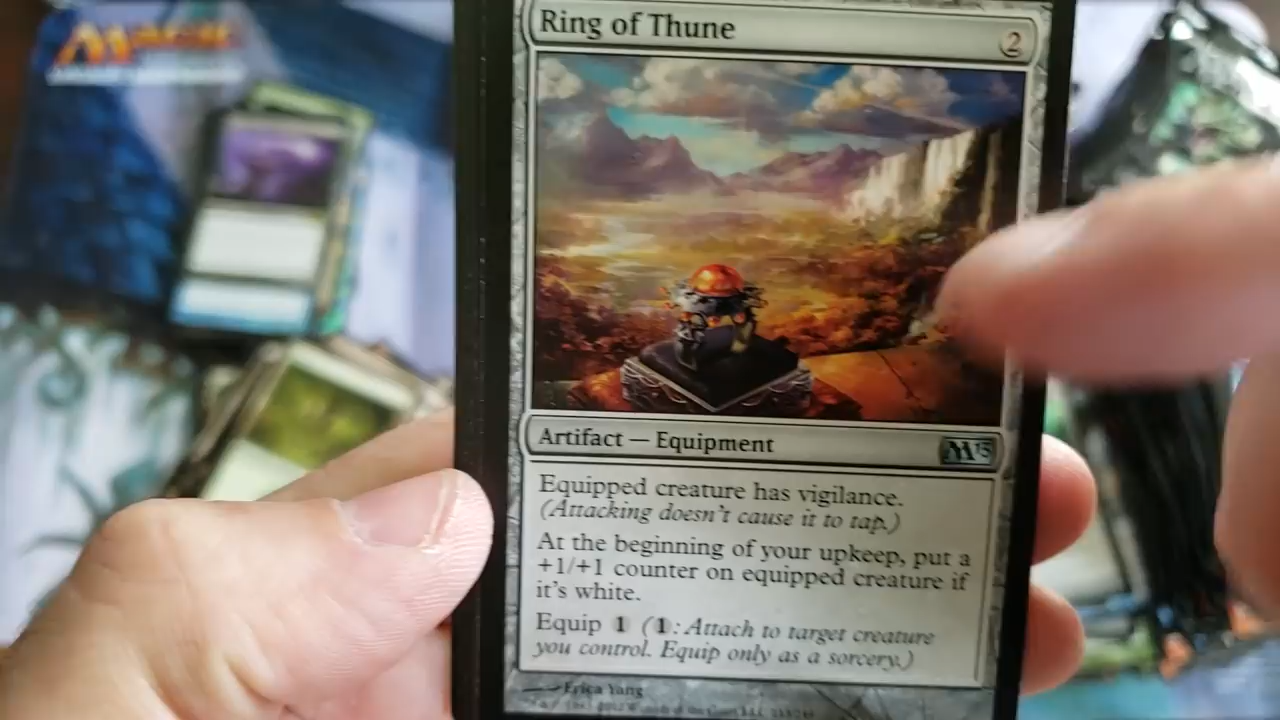 Magic
Ring of Thune
2
Artifact — Equipment
M13
Equipped creature has vigilance.
(Attacking doesn't cause it to tap.)
At the beginning of your upkeep, put a
+1/+1 counter on equipped creature if
it's white.
Equip 1 (1: Attach to target creature
you control. Equip only as a sorcery.)
Erica Yang